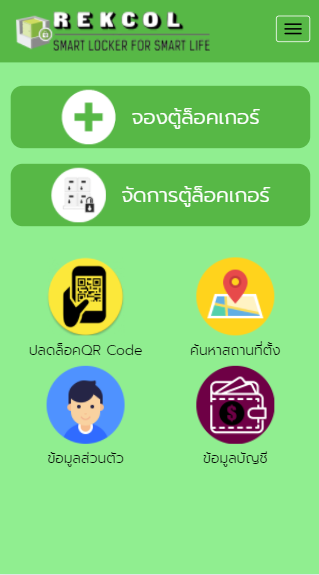 REKCOL
SMART LOCKER FOR SMART LIFE
จองตู้ล็อคเกอร์
จัดการตู้ล็อคเกอร์
ปลดล็อคQR Code
ค้นหาสถานที่ตั้ง
ข้อมูลส่วนตัว
ข้อมูลบัญชี